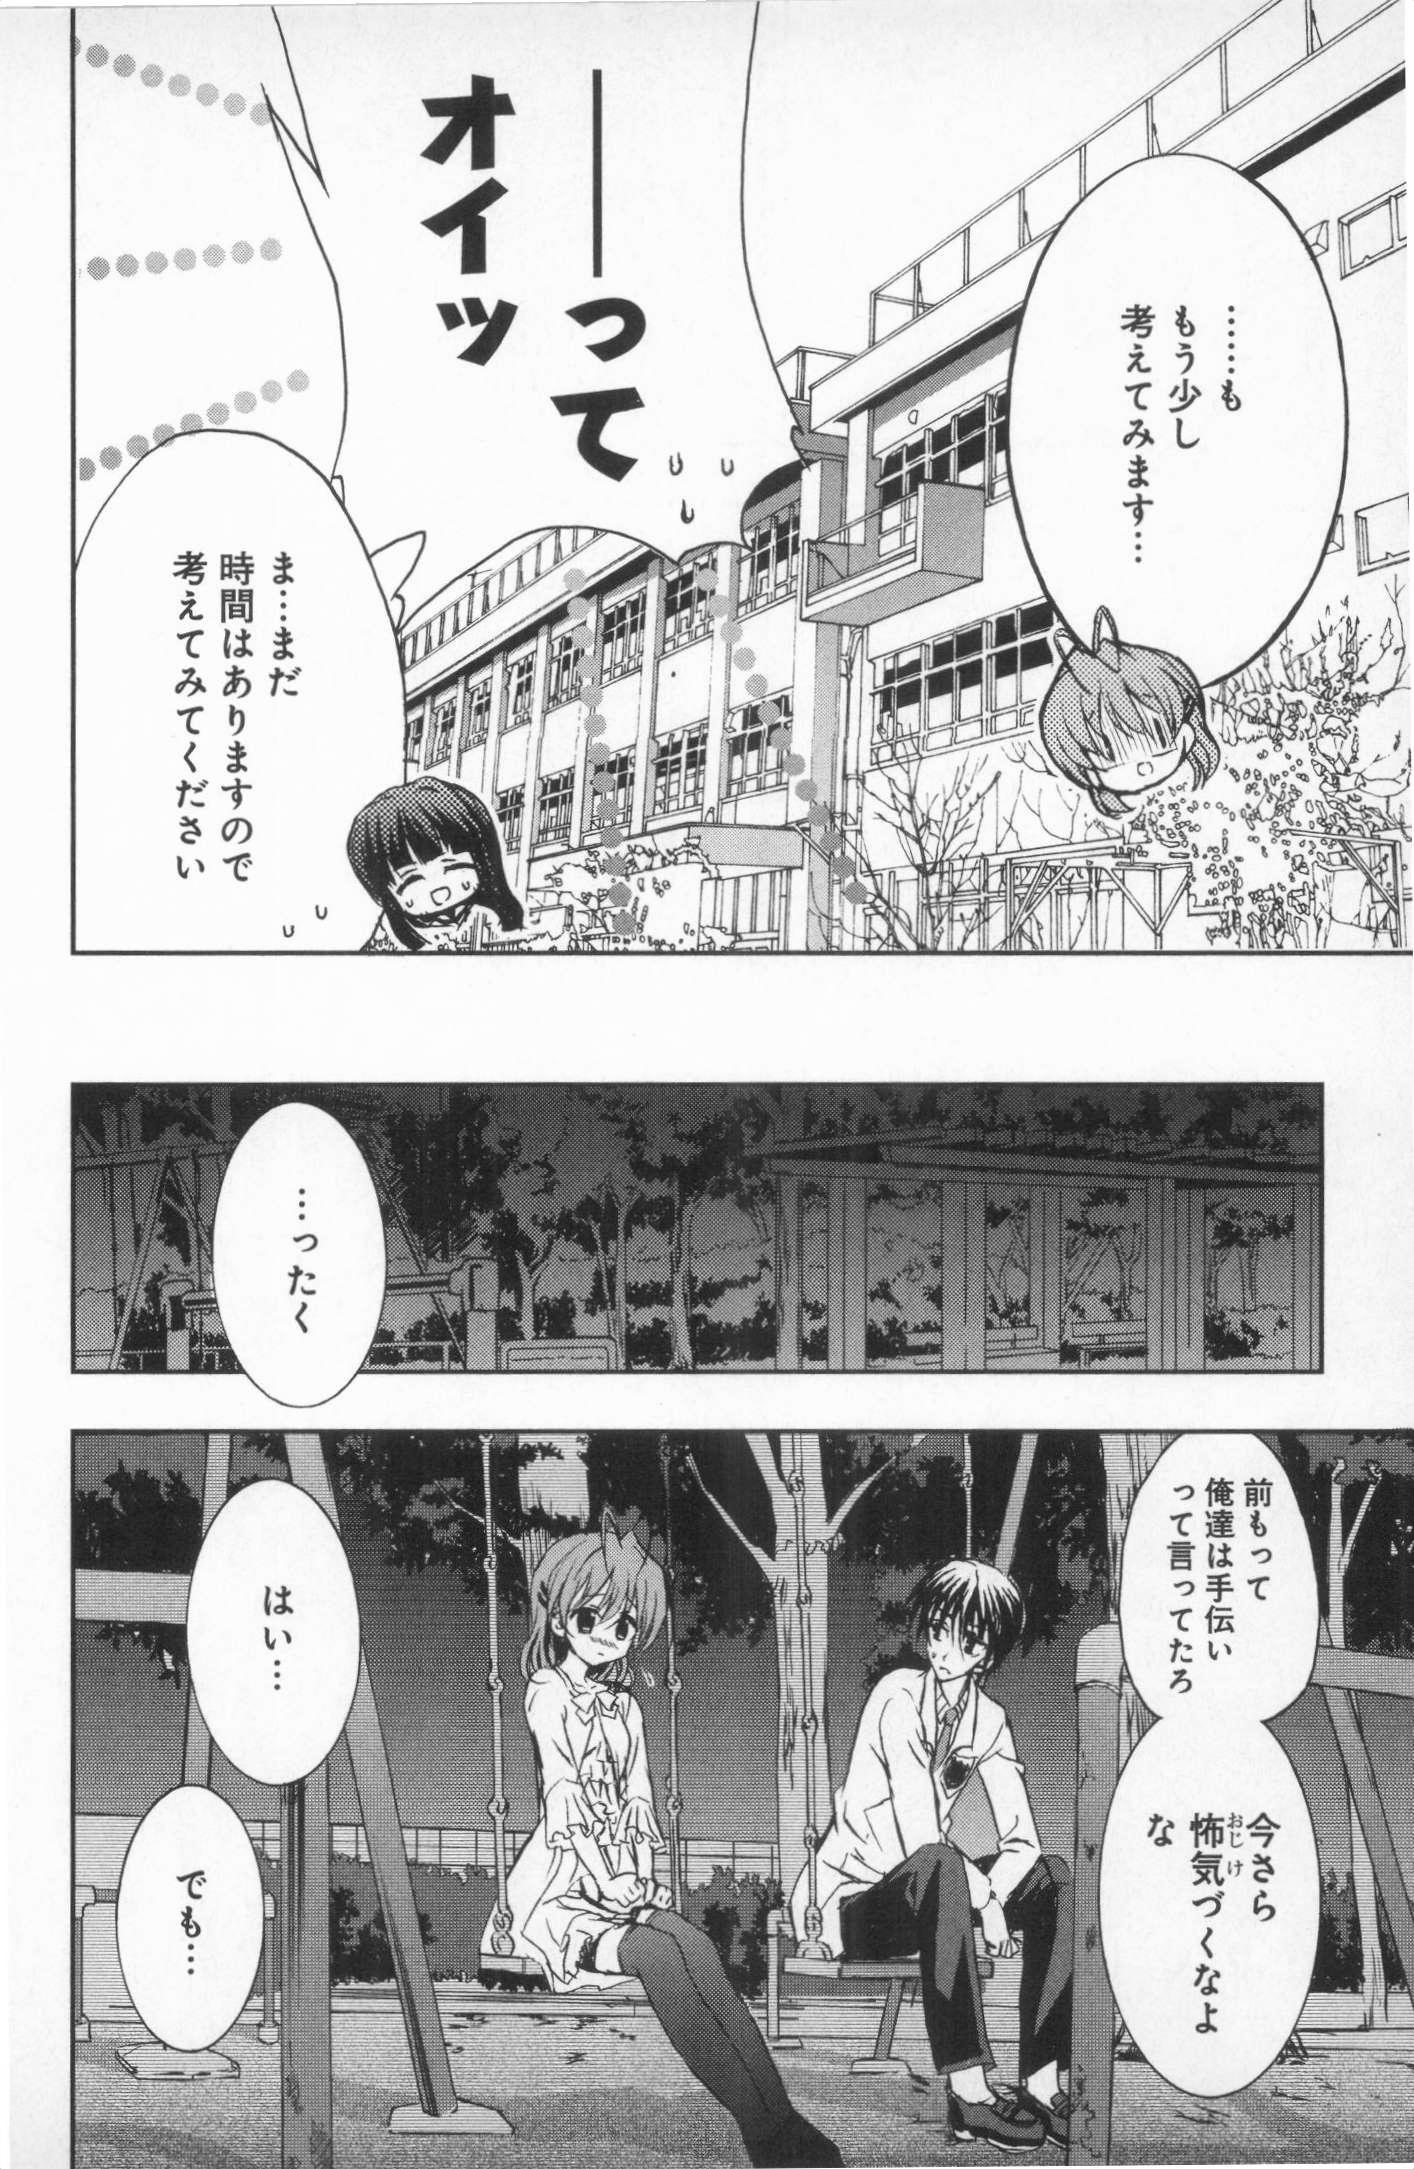 ……も
もう少し
考えてみます…
――って
オイッ
ま…まだ
時間はありますので
考えてみてください
…ったく
前もって
俺達は手伝い
って言ってたろ
今さら
怖気づくなよ
おじけ
な
はい…
でも…